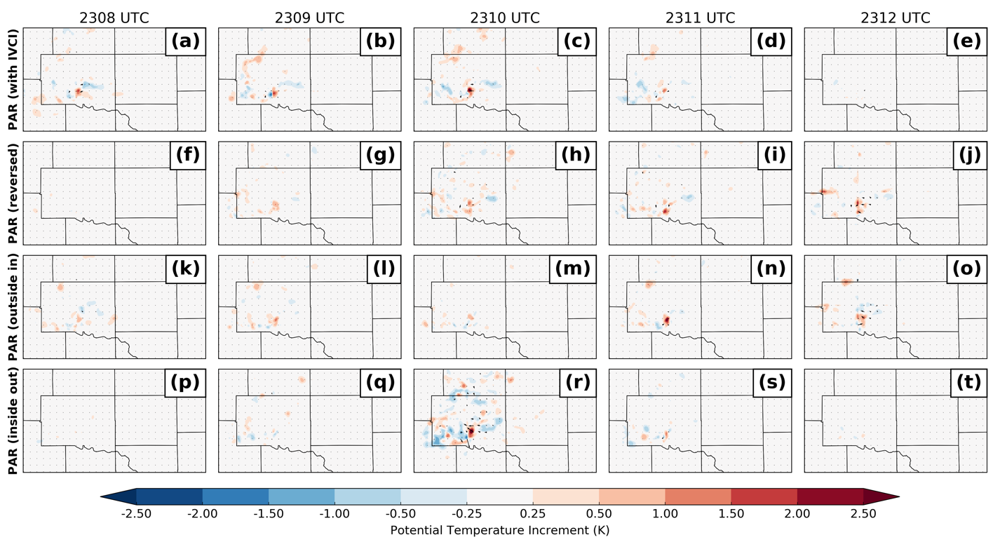 2308 UTC 2309 UTC 2310 UTC 2311 UTC 2312 UTC
PAR (with IVCI)
(a) (b) (c) (d) (e)
PAR (reversed)
(f) (g) (h) (i) (j)
PAR (outside in)
(k) (l) (m) (n) (o)
PAR (inside out)
(p) (q) (r) (s) (t)
-2.50 -2.00 -1.50 -1.00 -0.50 -0.25 0.25 0.50 1.00 1.50 2.00 2.50
Potential Temperature Increment (K)